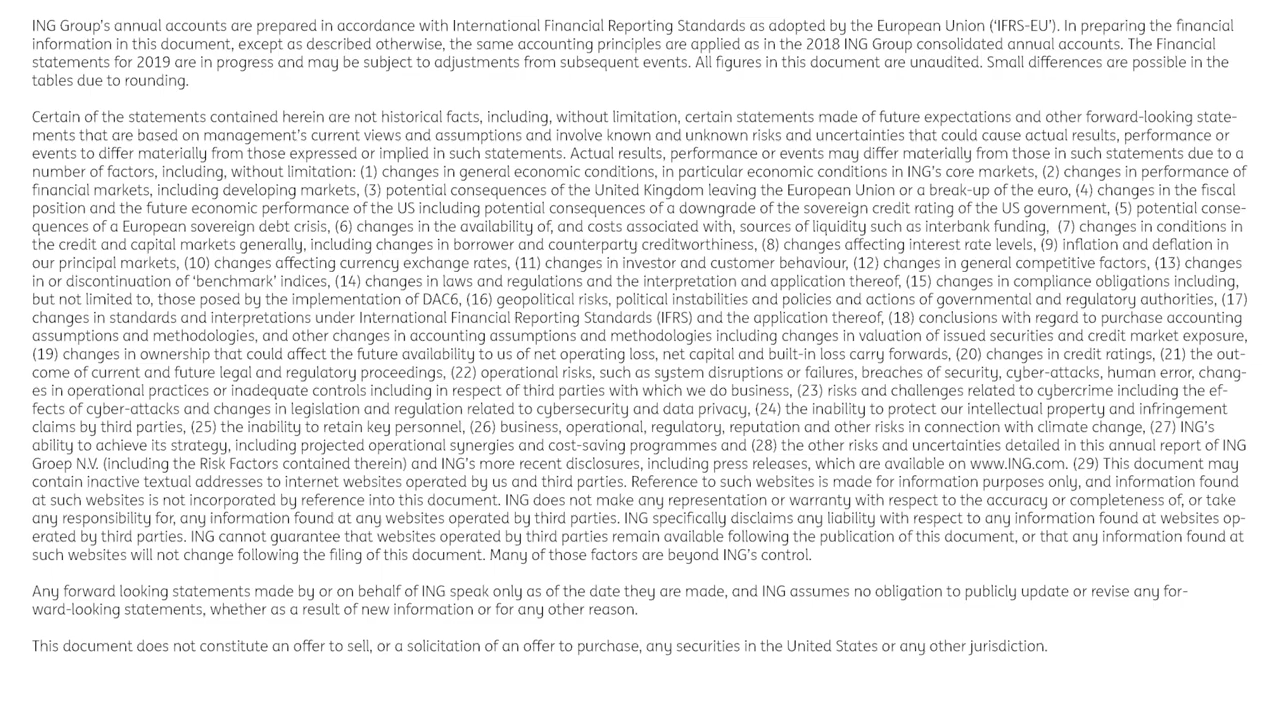 ING Group's annual accounts are prepared in accordance with International Financial Reporting Standards as adopted by the European Union ('IFRS-EU'). In preparing the financial
information in this document, except as described otherwise, the same accounting principles are applied as in the 2018 ING Group consolidated annual accounts. The Financial
statements for 2019 are in progress and may be subject to adjustments from subsequent events. All figures in this document are unaudited. Small differences are possible in the
tables due to rounding.
Certain of the statements contained herein are not historical facts, including, without limitation, certain statements made of future expectations and other forward-looking state-
ments that are based on management's current views and assumptions and involve known and unknown risks and uncertainties that could cause actual results, performance or
events to differ materially from those expressed or implied in such statements. Actual results, performance or events may differ materially from those in such statements due to a
number of factors, including, without limitation: (1) changes in general economic conditions, in particular economic conditions in ING's core markets, (2) changes in performance of
financial markets, including developing markets, (3) potential consequences of the United Kingdom leaving the European Union or a break-up of the euro, (4) changes in the fiscal
position and the future economic performance of the US including potential consequences of a downgrade of the sovereign credit rating of the US government, (5) potential conse-
quences of a European sovereign debt crisis, (6) changes in the availability of, and costs associated with, sources of liquidity such as interbank funding, (7) changes in conditions in
the credit and capital markets generally, including changes in borrower and counterparty creditworthiness, (8) changes affecting interest rate levels, (9) inflation and deflation in
our principal markets, (10) changes affecting currency exchange rates, (11) changes in investor and customer behaviour, (12) changes in general competitive factors, (13) changes
in or discontinuation of 'benchmark' indices, (14) changes in laws and regulations and the interpretation and application thereof, (15) changes in compliance obligations including,
but not limited to, those posed by the implementation of DAC6, (16) geopolitical risks, political instabilities and policies and actions of governmental and regulatory authorities, (17)
changes in standards and interpretations under International Financial Reporting Standards (IFRS) and the application thereof, (18) conclusions with regard to purchase accounting
assumptions and methodologies, and other changes in accounting assumptions and methodologies including changes in valuation of issued securities and credit market exposure,
(19) changes in ownership that could affect the future availability to us of net operating loss, net capital and built-in loss carry forwards, (20) changes in credit ratings, (21) the out-
come of current and future legal and regulatory proceedings, (22) operational risks, such as system disruptions or failures, breaches of security, cyber-attacks, human error, chang-
es in operational practices or inadequate controls including in respect of third parties with which we do business, (23) risks and challenges related to cybercrime including the ef-
fects of cyber-attacks and changes in legislation and regulation related to cybersecurity and data privacy, (24) the inability to protect our intellectual property and infringement
claims by third parties, (25) the inability to retain key personnel, (26) business, operational, regulatory, reputation and other risks in connection with climate change, (27) ING's
ability to achieve its strategy, including projected operational synergies and cost-saving programmes and (28) the other risks and uncertainties detailed in this annual report of ING
Groep N.V. (including the Risk Factors contained therein) and ING's more recent disclosures, including press releases, which are available on www.ING.com. (29) This document may
contain inactive textual addresses to internet websites operated by us and third parties. Reference to such websites is made for information purposes only, and information found
at such websites is not incorporated by reference into this document. ING does not make any representation or warranty with respect to the accuracy or completeness of, or take
any responsibility for, any information found at any websites operated by third parties. ING specifically disclaims any liability with respect to any information found at websites op-
erated by third parties. ING cannot guarantee that websites operated by third parties remain available following the publication of this document, or that any information found at
such websites will not change following the filing of this document. Many of those factors are beyond ING's control.
Any forward looking statements made by or on behalf of ING speak only as of the date they are made, and ING assumes no obligation to publicly update or revise any for-
ward-looking statements, whether as a result of new information or for any other reason.
This document does not constitute an offer to sell, or a solicitation of an offer to purchase, any securities in the United States or any other jurisdiction.